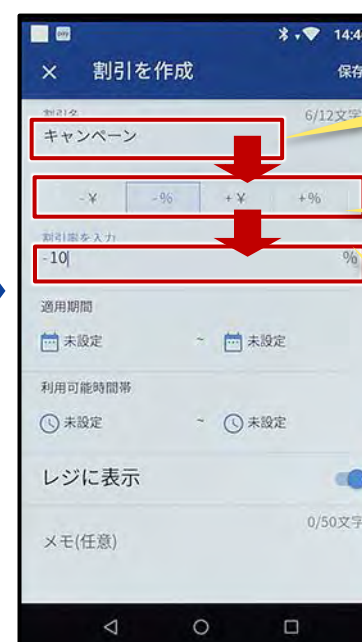 pay 14:4
× 割引を作成 保存
割引名 6/12文字
キャンペーン
-¥ -% +¥ +%
割引率を入力
-10 %
適用期間
未設定 ~ 未設定
利用可能時間帯
未設定 ~ 未設定
レジに表示
0/50文字
メモ(任意)